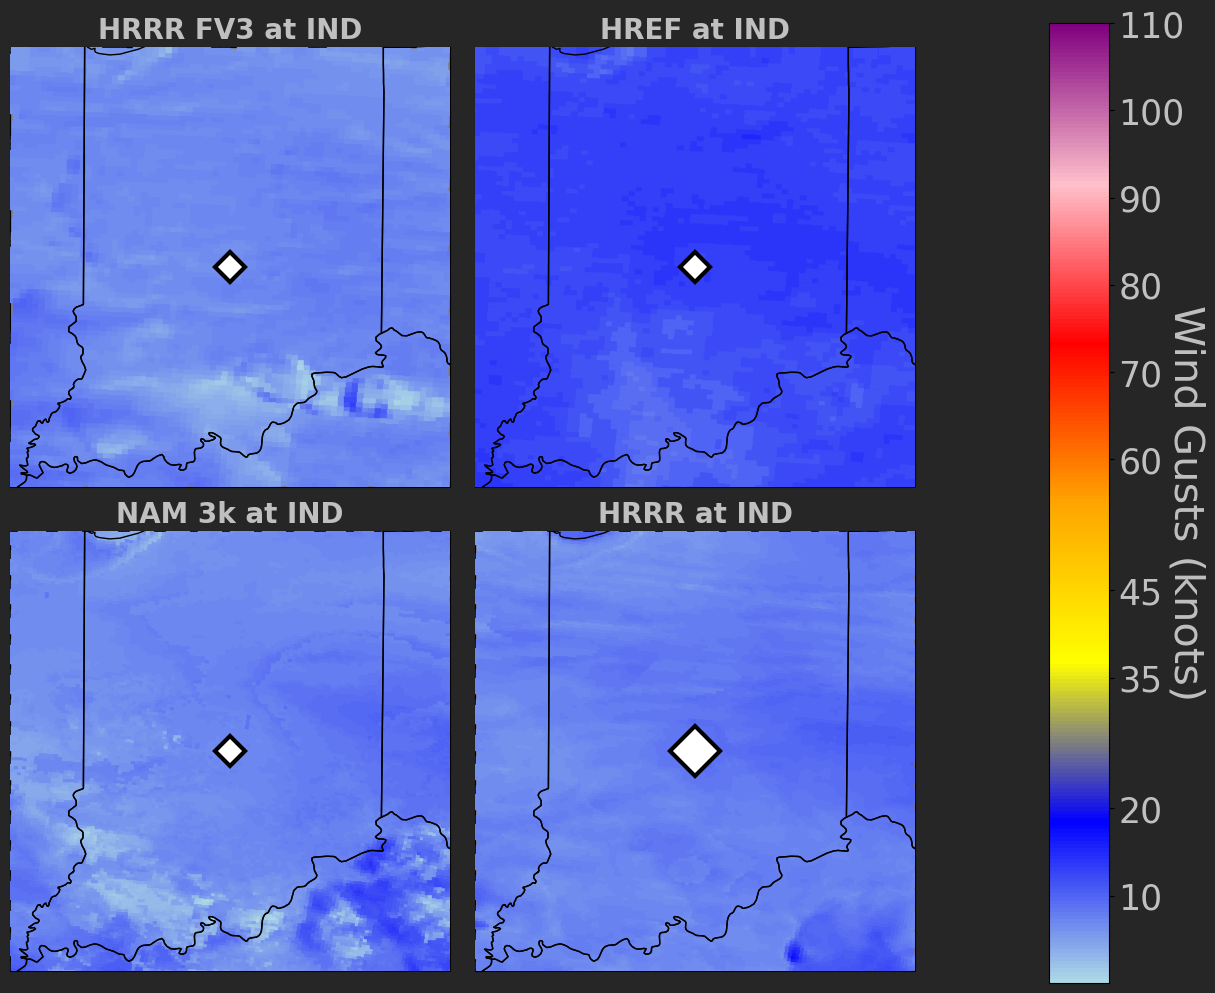 HRRR FV3 at IND
HREF at IND
NAM 3k at IND
HRRR at IND
110
100
90
80
70
60
45
35
20
10
Wind Gusts (knots)